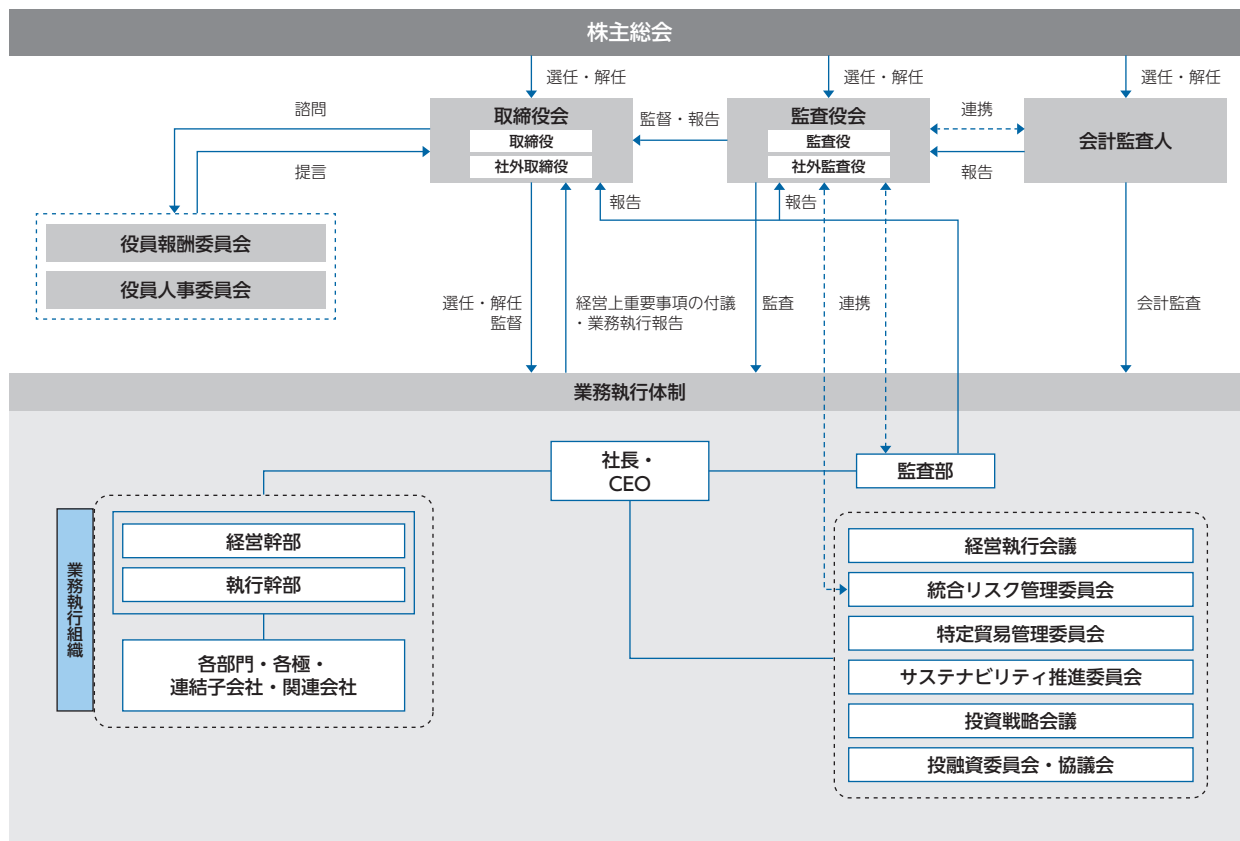 株主総会
選任・解任
選任・解任
選任・解任
諮問
取締役会
取締役
社外取締役
監督・報告
監査役会
監査役
社外監査役
連携
会計監査人
提言
報告
報告
報告
役員報酬委員会
役員人事委員会
選任・解任
監督
経営上重要事項の付議
・業務執行報告
監査
連携
会計監査
業務執行体制
社長・
CEO
監査部
業務執行組織
経営幹部
執行幹部
各部門・各極・
連結子会社・関連会社
経営執行会議
統合リスク管理委員会
特定貿易管理委員会
サステナビリティ推進委員会
投資戦略会議
投融資委員会・協議会